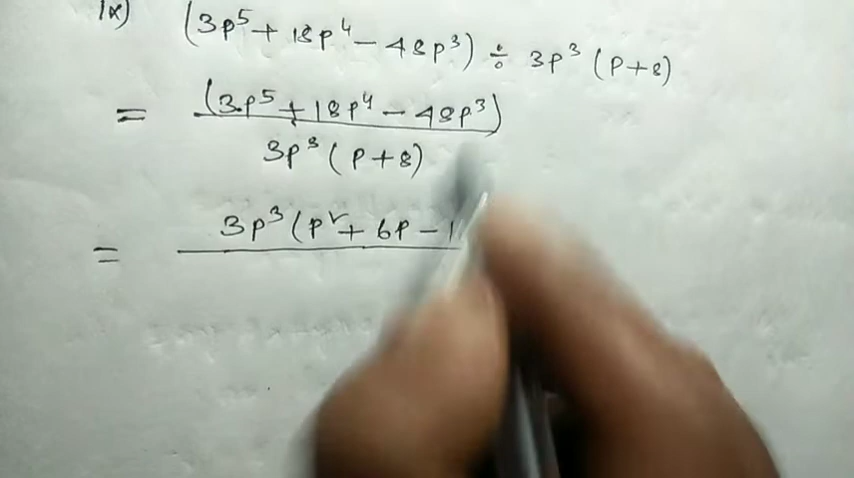 ix) (3p⁵ + 18p⁴ - 48p³) ÷ 3p³ (p+8)
= (3p⁵ + 18p⁴ - 48p³)
3p³ (p+8)
= 3p³ (p² + 6p - 1